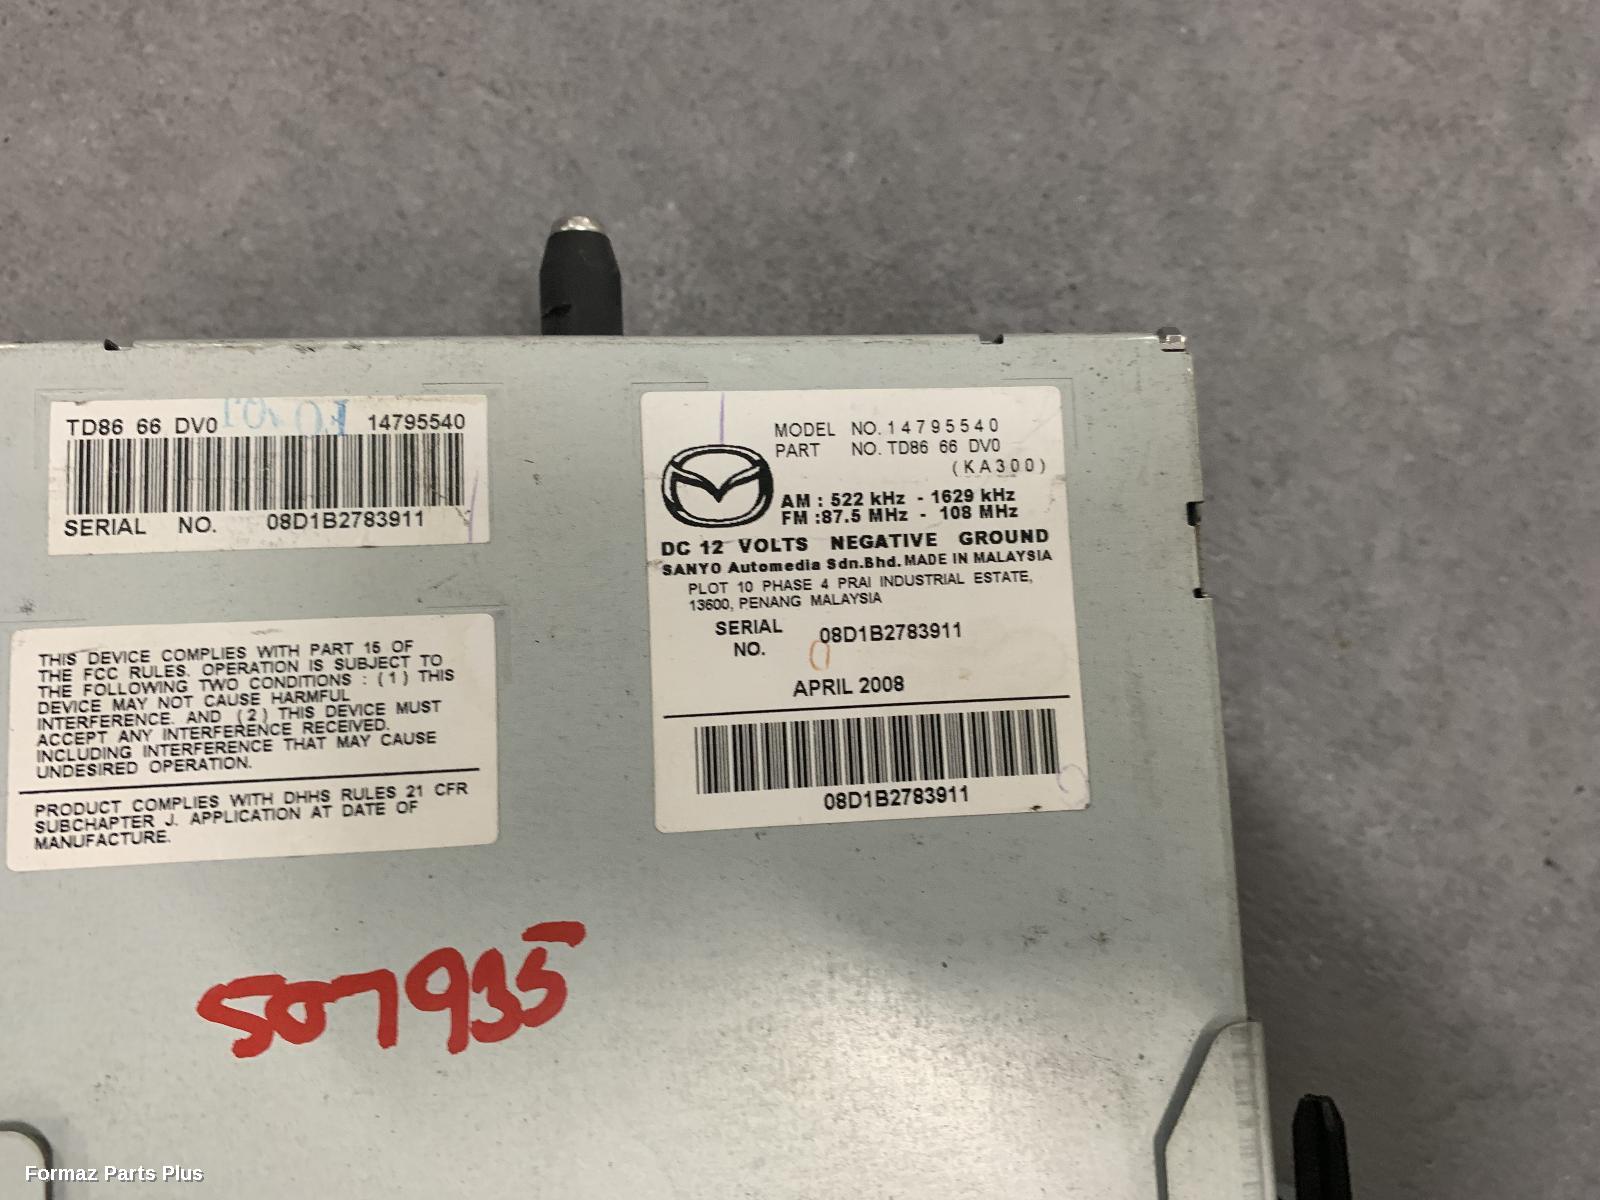 TD86 66 DV0 14795540
SERIAL NO. 08D1B2783911
THIS DEVICE COMPLIES WITH PART 15 OF
THE FCC RULES. OPERATION IS SUBJECT TO
THE FOLLOWING TWO CONDITIONS : (1) THIS
DEVICE MAY NOT CAUSE HARMFUL
INTERFERENCE. AND (2) THIS DEVICE MUST
ACCEPT ANY INTERFERENCE RECEIVED.
INCLUDING INTERFERENCE THAT MAY CAUSE
UNDESIRED OPERATION.
PRODUCT COMPLIES WITH DHHS RULES 21 CFR
SUBCHAPTER J. APPLICATION AT DATE OF
MANUFACTURE.
MODEL NO. 14795540
PART NO. TD86 66 DV0
(KA300)
AM : 522 kHz - 1629 kHz
FM :87.5 MHz - 108 MHz
DC 12 VOLTS NEGATIVE GROUND
SANYO Automedia Sdn.Bhd. MADE IN MALAYSIA
PLOT 10 PHASE 4 PRAI INDUSTRIAL ESTATE,
13600, PENANG MALAYSIA
SERIAL NO. 08D1B2783911
APRIL 2008
08D1B2783911
507935
Formaz Parts Plus